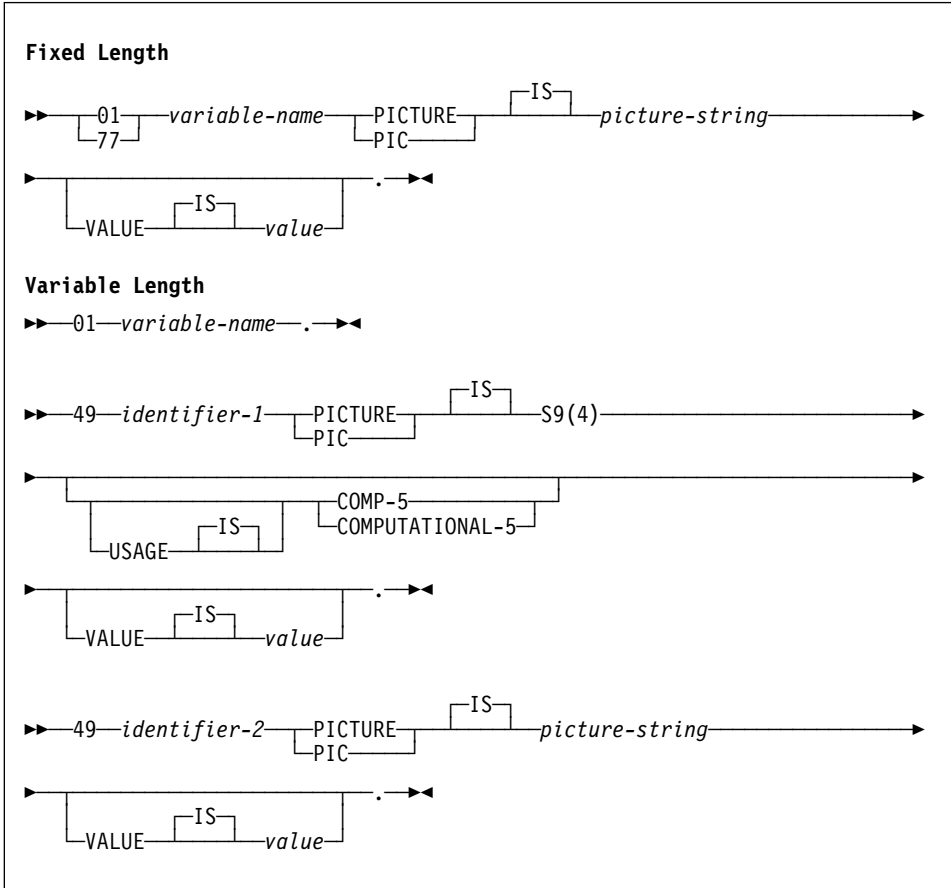 Fixed Length
IS
01 variable-name PICTURE picture-string
77 PIC
.
IS
VALUE value
Variable Length
01 variable-name .
IS
49 identifier-1 PICTURE S9(4)
PIC
COMP-5
IS COMPUTATIONAL-5
USAGE
.
IS
VALUE value
IS
49 identifier-2 PICTURE picture-string
PIC
.
IS
VALUE value